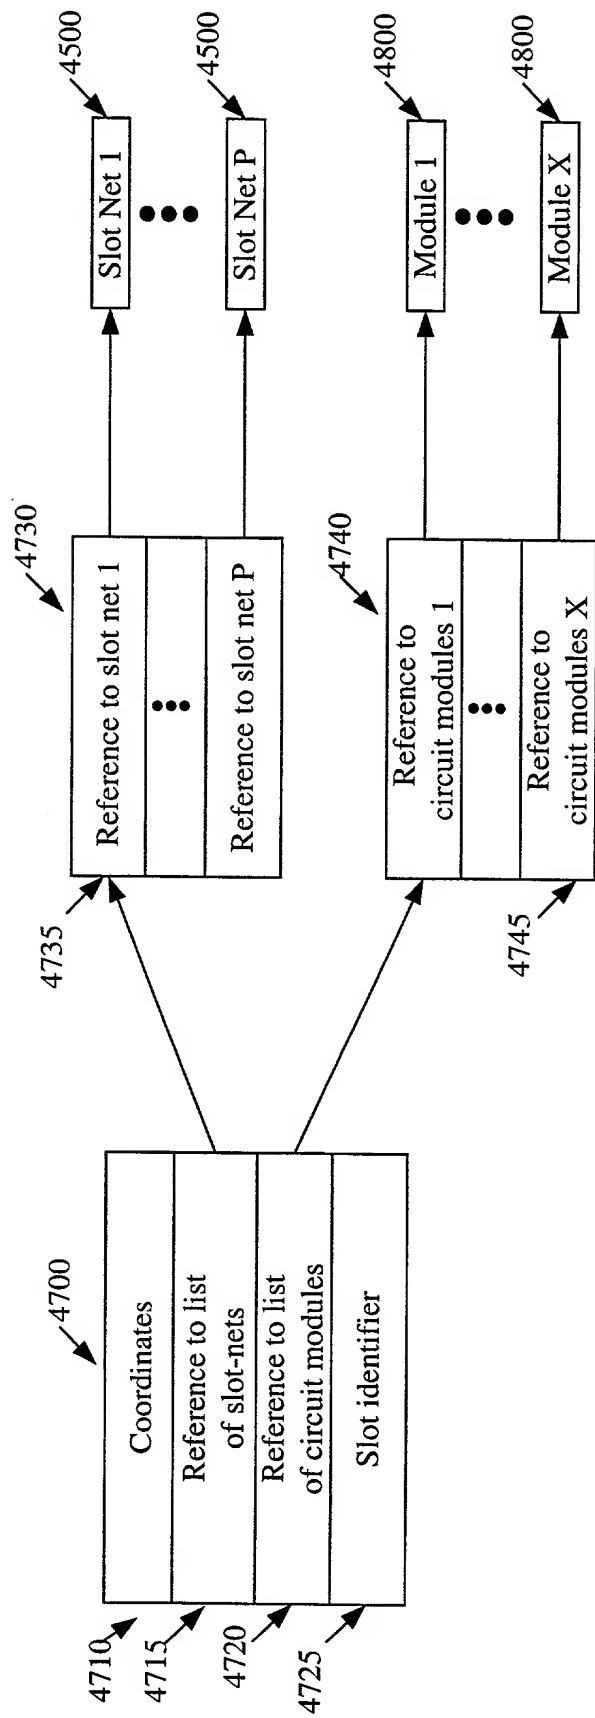 4700
4710
Coordinates
4715
Reference to list
of slot-nets
4720
Reference to list
of circuit modules
4725
Slot identifier
4730
4735
Reference to slot net 1
Reference to slot net P
4740
Reference to
circuit modules 1
Reference to
circuit modules X
4745
4500
Slot Net 1
4500
Slot Net P
4800
Module 1
4800
Module X